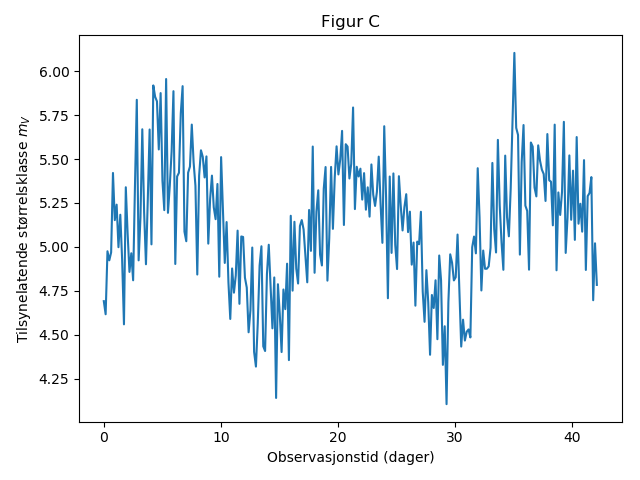 Figur C
Tilsynelatende størrelsesklasse $m_V$
6.00
5.75
5.50
5.25
5.00
4.75
4.50
4.25
0 10 20 30 40
Observasjonstid (dager)